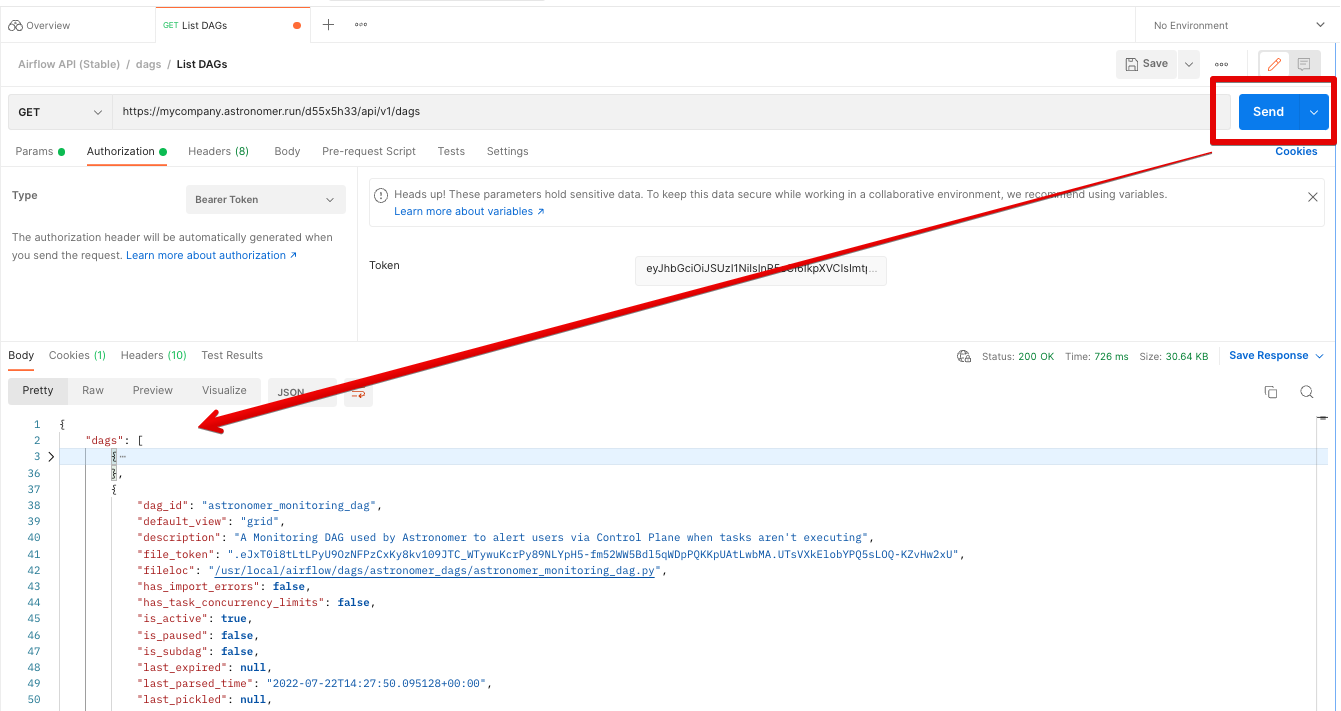 Overview
GET List DAGs
No Environment
Airflow API (Stable) / dags / List DAGs
Save
GET
https://mycompany.astronomer.run/d55x5h33/api/v1/dags
Send
Params
Authorization
Headers (8)
Body
Pre-request Script
Tests
Settings
Cookies
Type
Bearer Token
The authorization header will be automatically generated when
you send the request. Learn more about authorization ↗
Heads up! These parameters hold sensitive data. To keep this data secure while working in a collaborative environment, we recommend using variables.
Learn more about variables ↗
Token
Body
Cookies (1)
Headers (10)
Test Results
Status: 200 OK
Time: 726 ms
Size: 30.64 KB
Save Response
Pretty
Raw
Preview
Visualize
JSON
1 {
2 "dags": [
3 { ⋯
36 },
37 {
38 "dag_id": "astronomer_monitoring_dag",
39 "default_view": "grid",
40 "description": "A Monitoring DAG used by Astronomer to alert users via Control Plane when tasks aren't executing",
41 "file_token": ".eJxT0i8tLtLPyU9OzNFPzCxKy8kv109JTC_WTywuKcrPy89NLYpH5-fm52WW5Bdl5qWDpPQKKpUAtLwbMA.UTsVXkElobYPQ5sLOQ-KZvHw2xU",
42 "fileloc": "/usr/local/airflow/dags/astronomer_dags/astronomer_monitoring_dag.py",
43 "has_import_errors": false,
44 "has_task_concurrency_limits": false,
45 "is_active": true,
46 "is_paused": false,
47 "is_subdag": false,
48 "last_expired": null,
49 "last_parsed_time": "2022-07-22T14:27:50.095128+00:00",
50 "last_pickled": null,